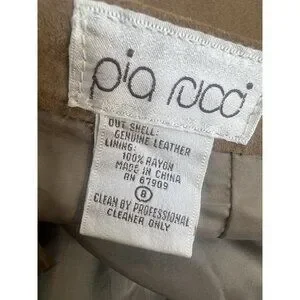 pia rucci
OUT SHELL:
GENUINE LEATHER
LINING:
100% RAYON
MADE IN CHINA
RN 67909
8
CLEAN BY PROFESSIONAL
CLEANER ONLY